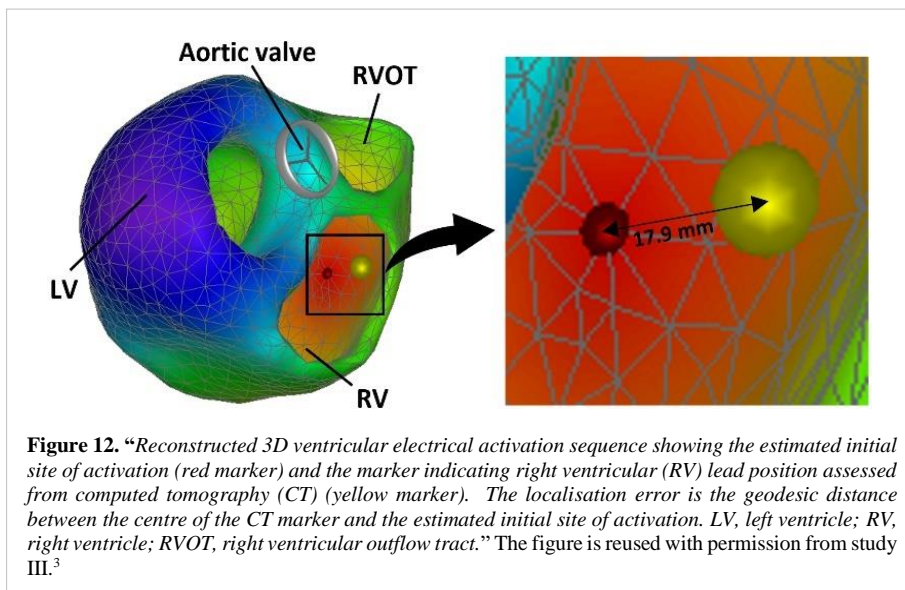 Aortic valve
RVOT
LV
RV
17.9 mm
Figure 12. “Reconstructed 3D ventricular electrical activation sequence showing the estimated initial
site of activation (red marker) and the marker indicating right ventricular (RV) lead position assessed
from computed tomography (CT) (yellow marker). The localisation error is the geodesic distance
between the centre of the CT marker and the estimated initial site of activation. LV, left ventricle; RV,
right ventricle; RVOT, right ventricular outflow tract.” The figure is reused with permission from study
III.³